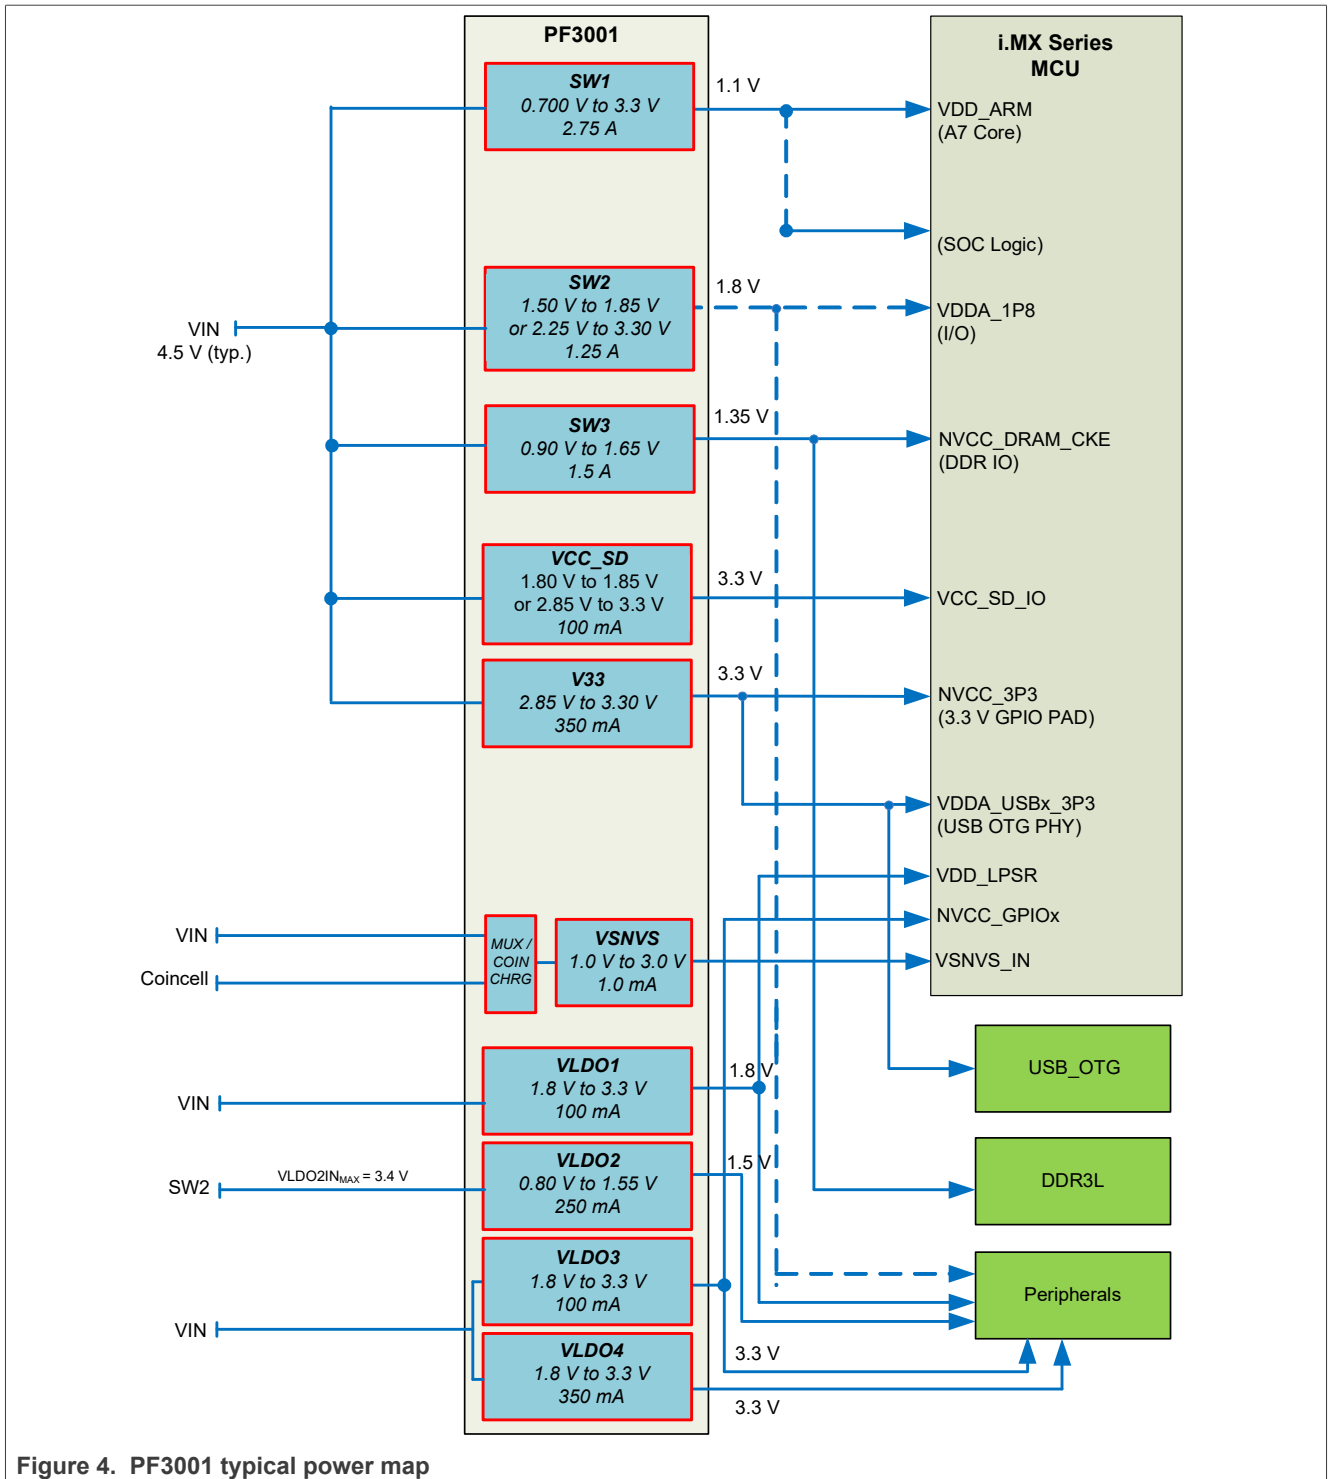 PF3001
i.MX Series
MCU
SW1
0.700 V to 3.3 V
2.75 A
1.1 V
VDD_ARM
(A7 Core)
(SOC Logic)
SW2
1.50 V to 1.85 V
or 2.25 V to 3.30 V
1.25 A
1.8 V
VDDA_1P8
(I/O)
VIN
4.5 V (typ.)
SW3
0.90 V to 1.65 V
1.5 A
1.35 V
NVCC_DRAM_CKE
(DDR IO)
VCC_SD
1.80 V to 1.85 V
or 2.85 V to 3.3 V
100 mA
3.3 V
VCC_SD_IO
V33
2.85 V to 3.30 V
350 mA
3.3 V
NVCC_3P3
(3.3 V GPIO PAD)
VDDA_USBx_3P3
(USB OTG PHY)
VDD_LPSR
NVCC_GPIOx
VSNVS_IN
VIN
Coincell
MUX /
COIN
CHRG
VSNVS
1.0 V to 3.0 V
1.0 mA
VIN
VLDO1
1.8 V to 3.3 V
100 mA
1.8 V
USB_OTG
SW2
VLDO2INMAX = 3.4 V
VLDO2
0.80 V to 1.55 V
250 mA
1.5 V
DDR3L
VIN
VLDO3
1.8 V to 3.3 V
100 mA
3.3 V
Peripherals
VLDO4
1.8 V to 3.3 V
350 mA
3.3 V
Figure 4. PF3001 typical power map